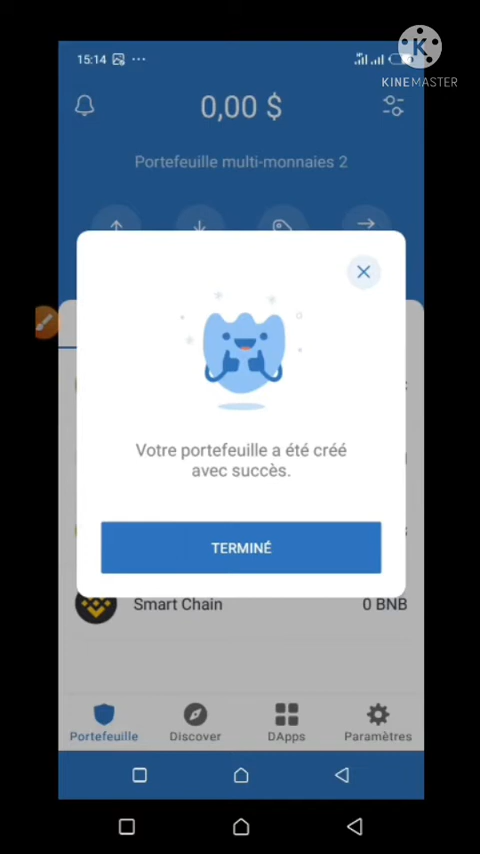 15:14
KINEMASTER
0,00 $
Portefeuille multi-monnaies 2
Votre portefeuille a été créé
avec succès.
TERMINÉ
Smart Chain
0 BNB
Portefeuille
Discover
DApps
Paramètres